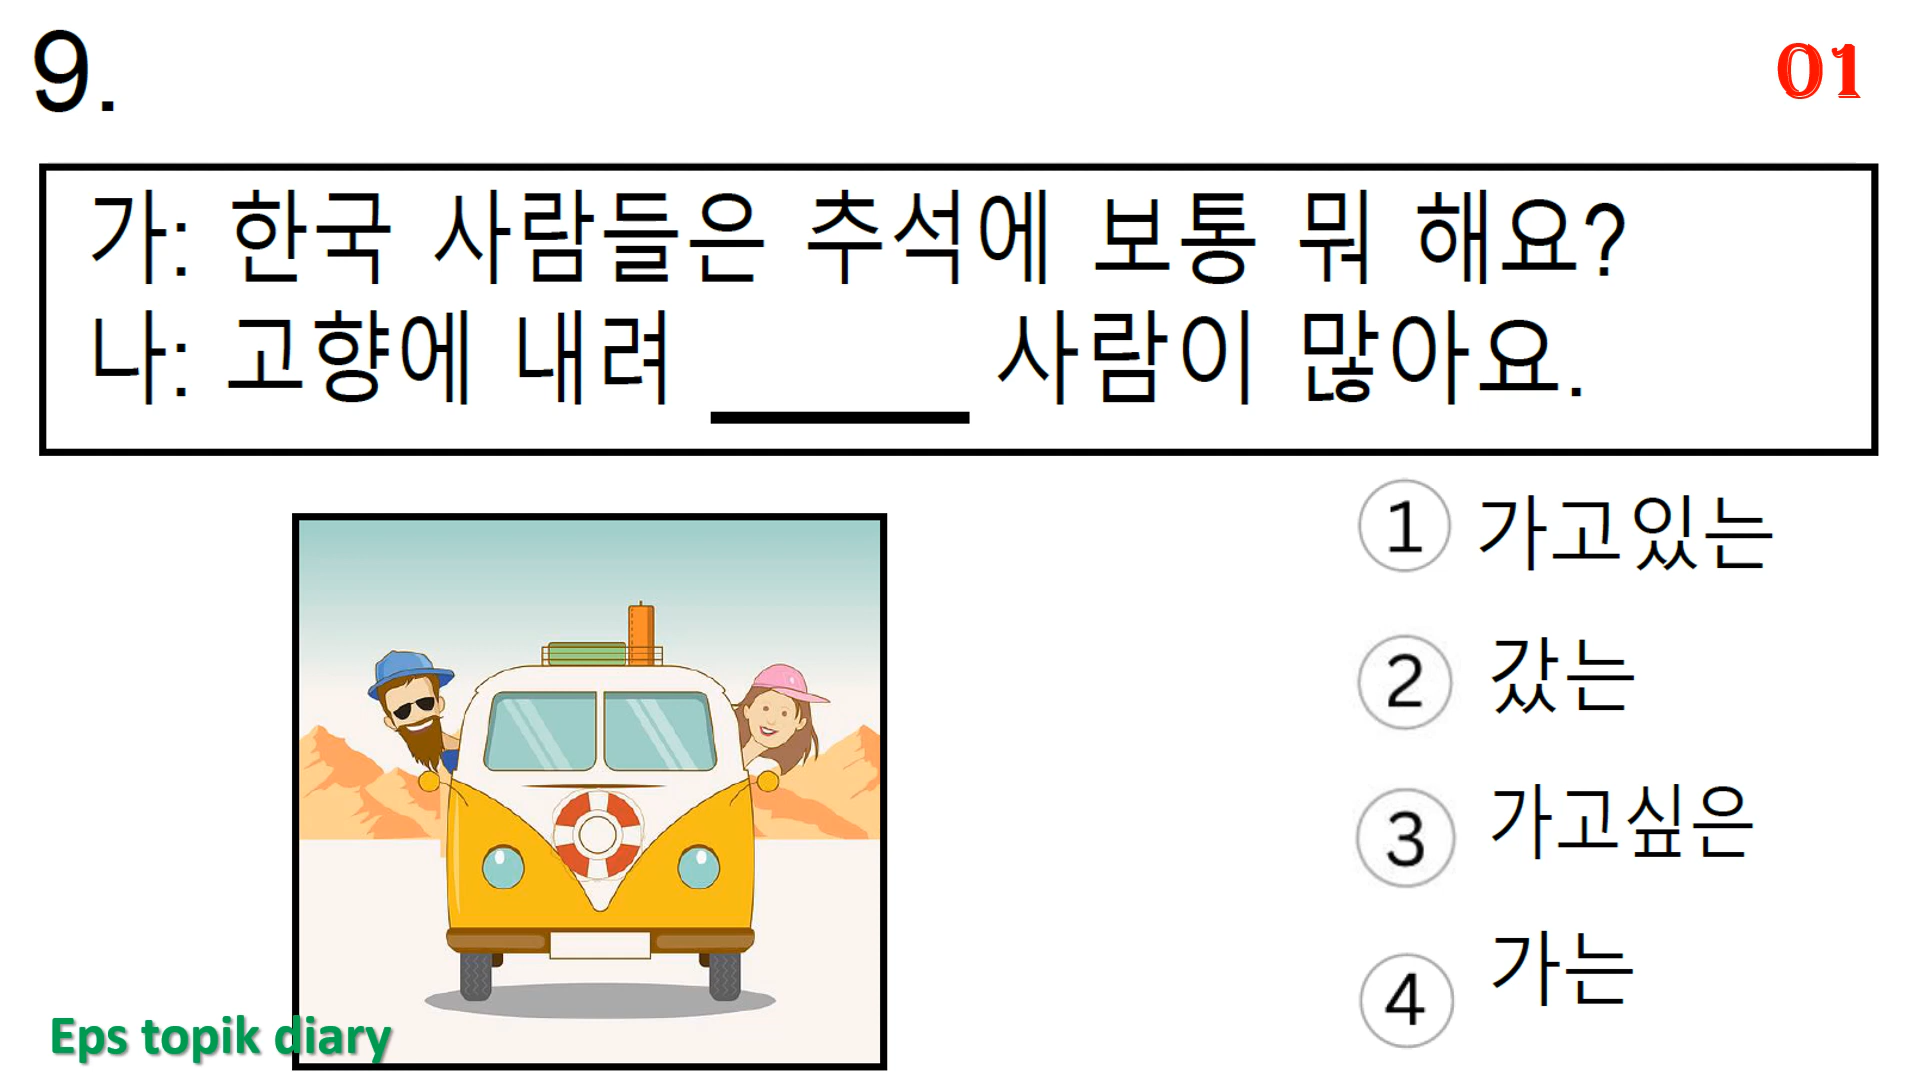 9.
01
가: 한국 사람들은 추석에 보통 뭐 해요?
나: 고향에 내려 ______ 사람이 많아요.
① 가고있는
② 갔는
③ 가고싶은
④ 가는
Eps topik diary